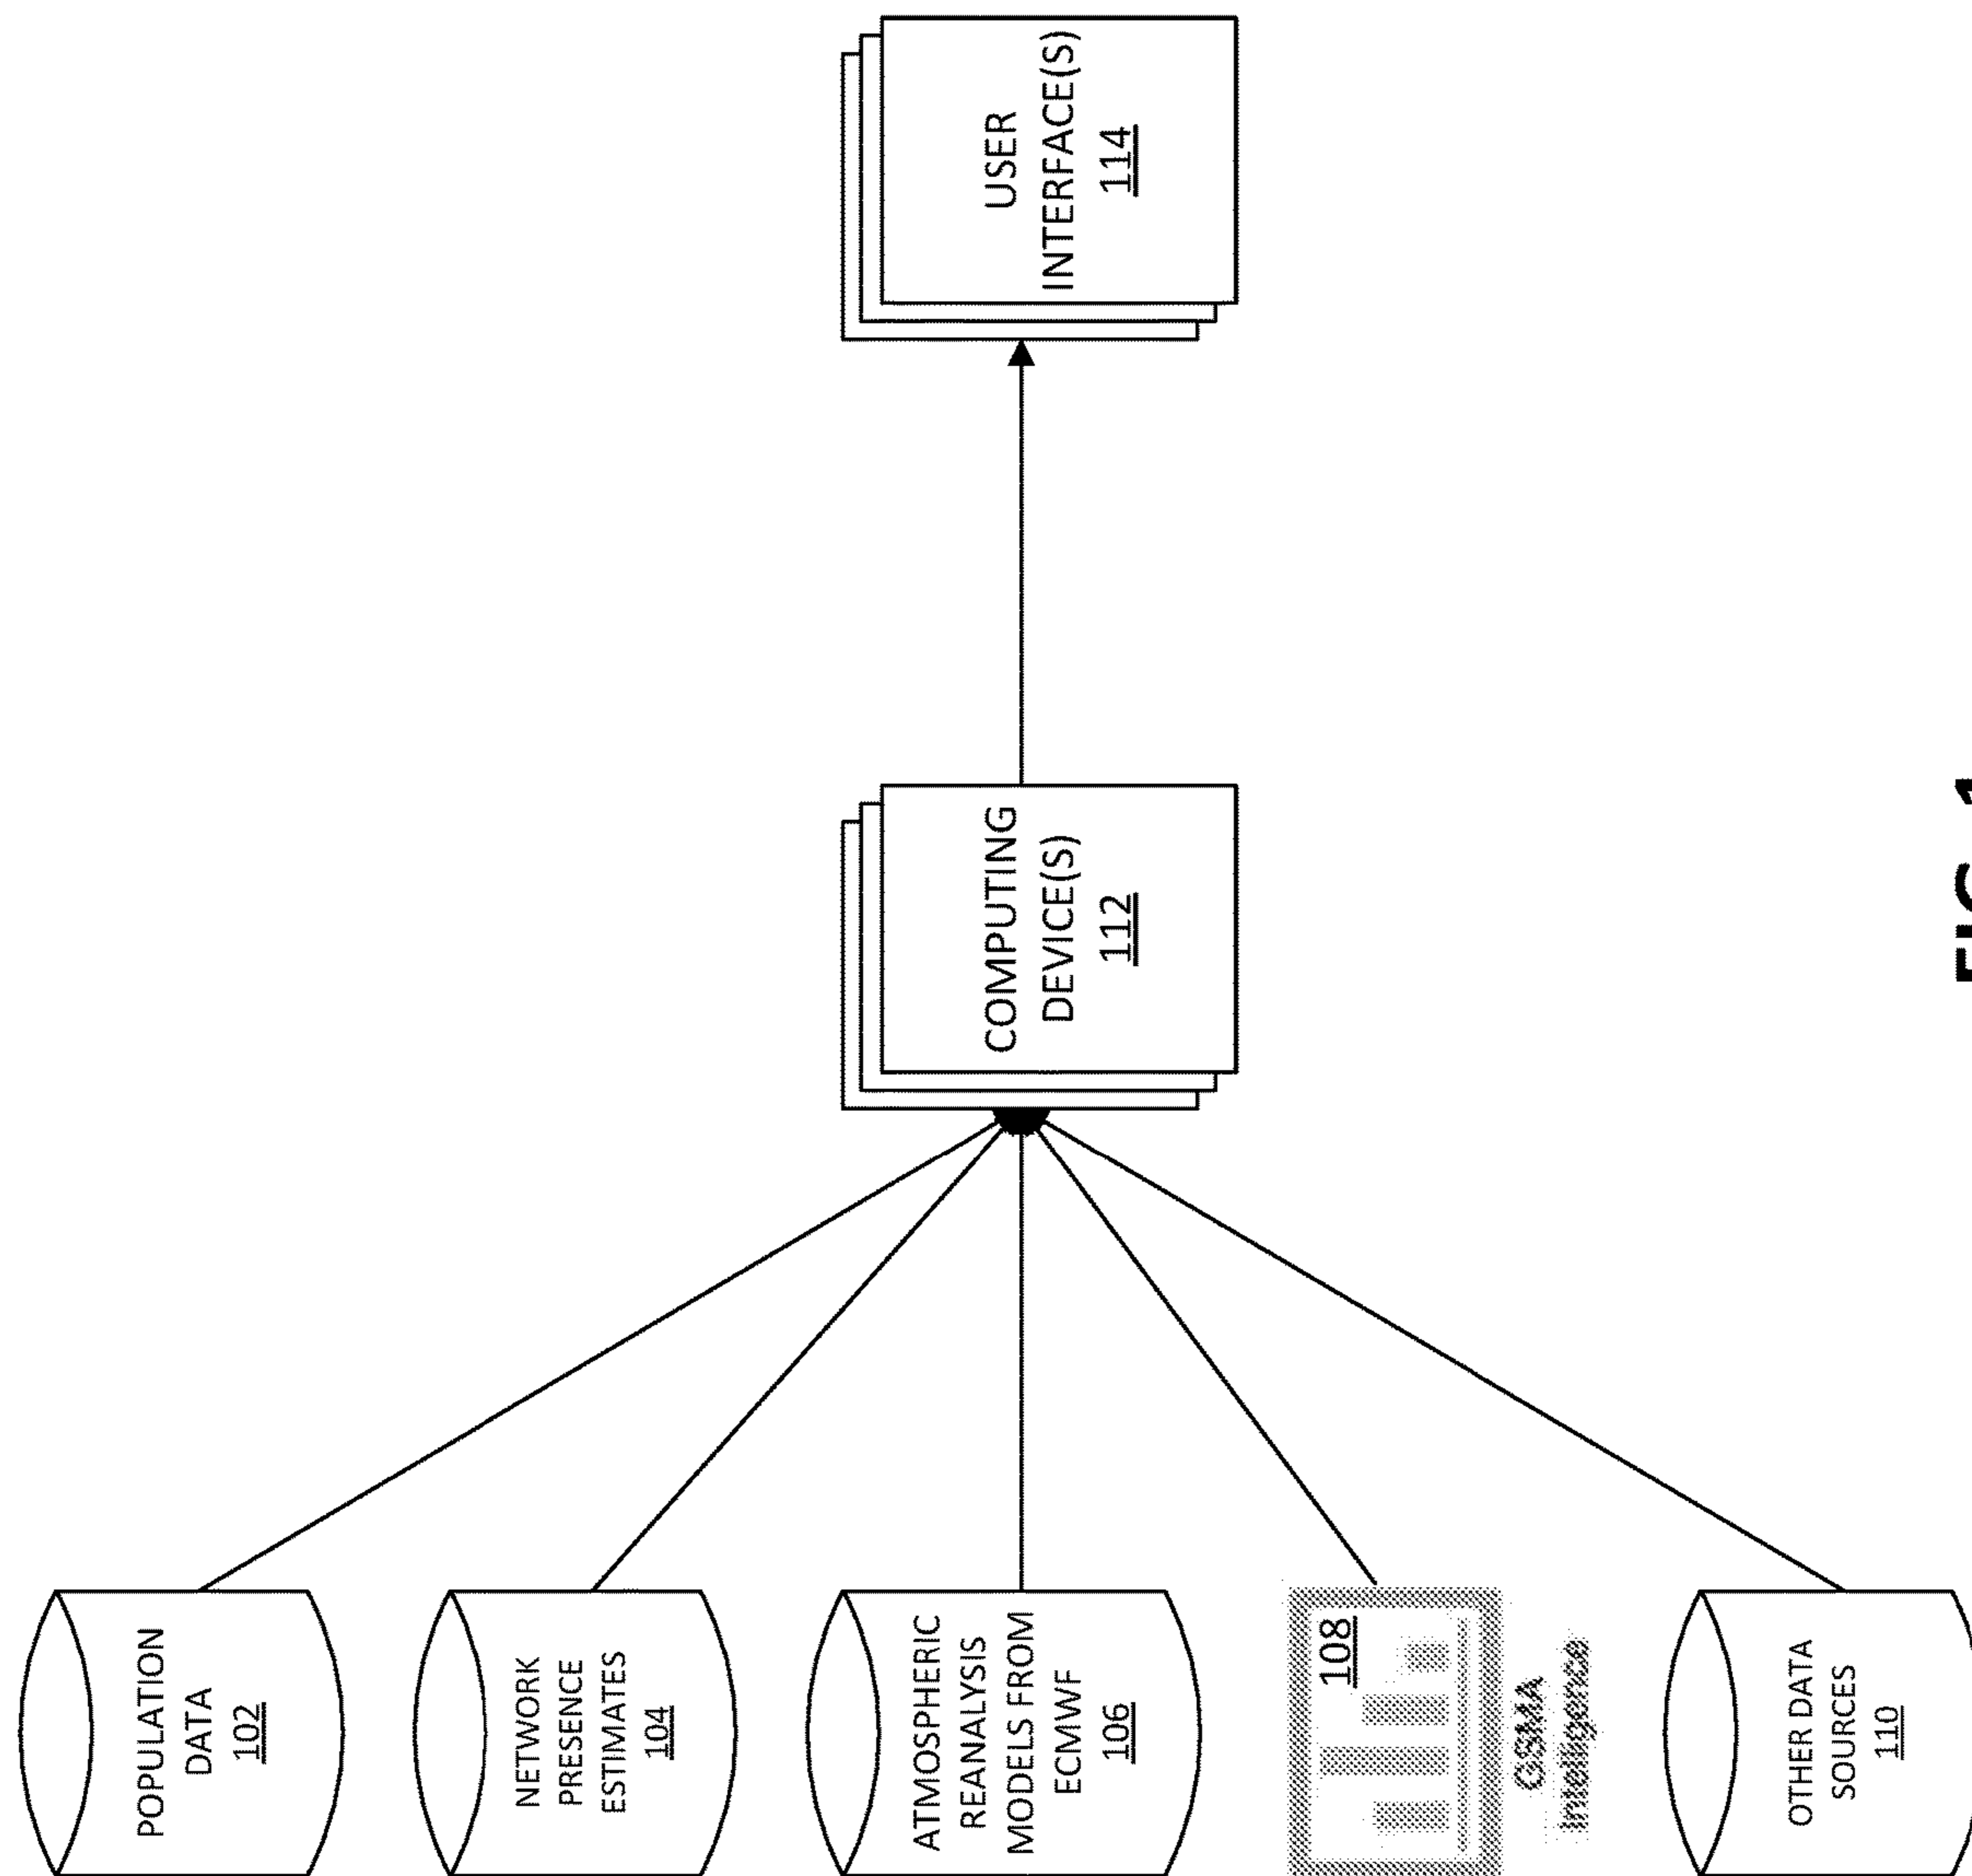 POPULATION
DATA
102
NETWORK
PRESENCE
ESTIMATES
104
ATMOSPHERIC
REANALYSIS
MODELS FROM
ECMWF
106
108
GSMA
Intelligence
OTHER DATA
SOURCES
110
COMPUTING
DEVICE(S)
112
USER
INTERFACE(S)
114